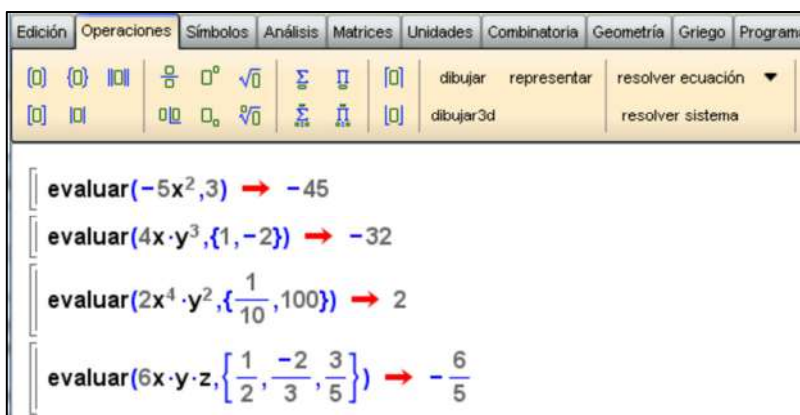 Edición Operaciones Símbolos Análisis Matrices Unidades Combinatoria Geometría Griego Programa
dibujar representar resolver ecuación
dibujar3d resolver sistema
evaluar(-5x²,3) → -45
evaluar(4x·y³,{1,-2}) → -32
evaluar(2x⁴·y²,{1/10,100}) → 2
evaluar(6x·y·z,{1/2,-2/3,3/5}) → -6/5